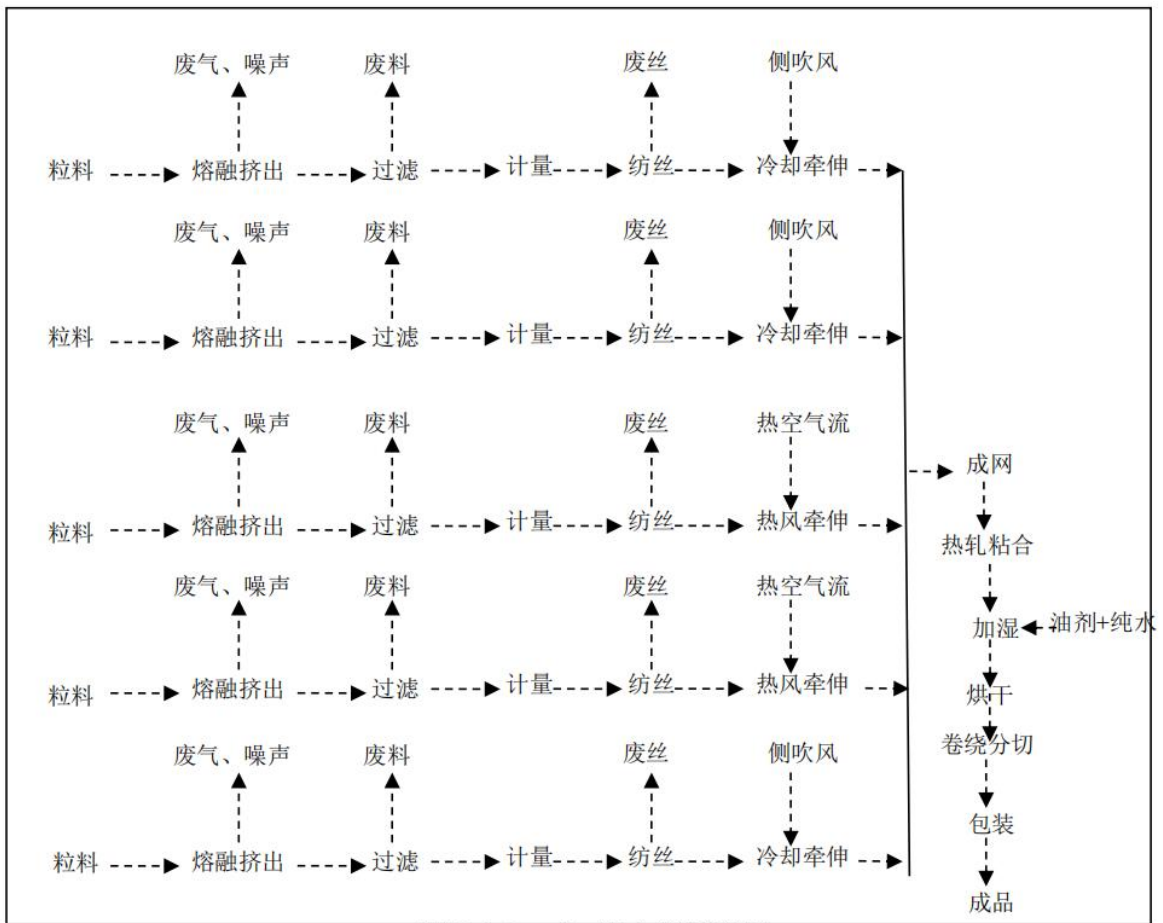 废气、噪声 废料 废丝 侧吹风
粒料 熔融挤出 过滤 计量 纺丝 冷却牵伸
废气、噪声 废料 废丝 侧吹风
粒料 熔融挤出 过滤 计量 纺丝 冷却牵伸
废气、噪声 废料 废丝 热空气流
成网
粒料 熔融挤出 过滤 计量 纺丝 热风牵伸
热轧粘合
废气、噪声 废料 废丝 热空气流
加湿 油剂+纯水
粒料 熔融挤出 过滤 计量 纺丝 热风牵伸
烘干
卷绕分切
废气、噪声 废料 废丝 侧吹风
包装
粒料 熔融挤出 过滤 计量 纺丝 冷却牵伸
成品